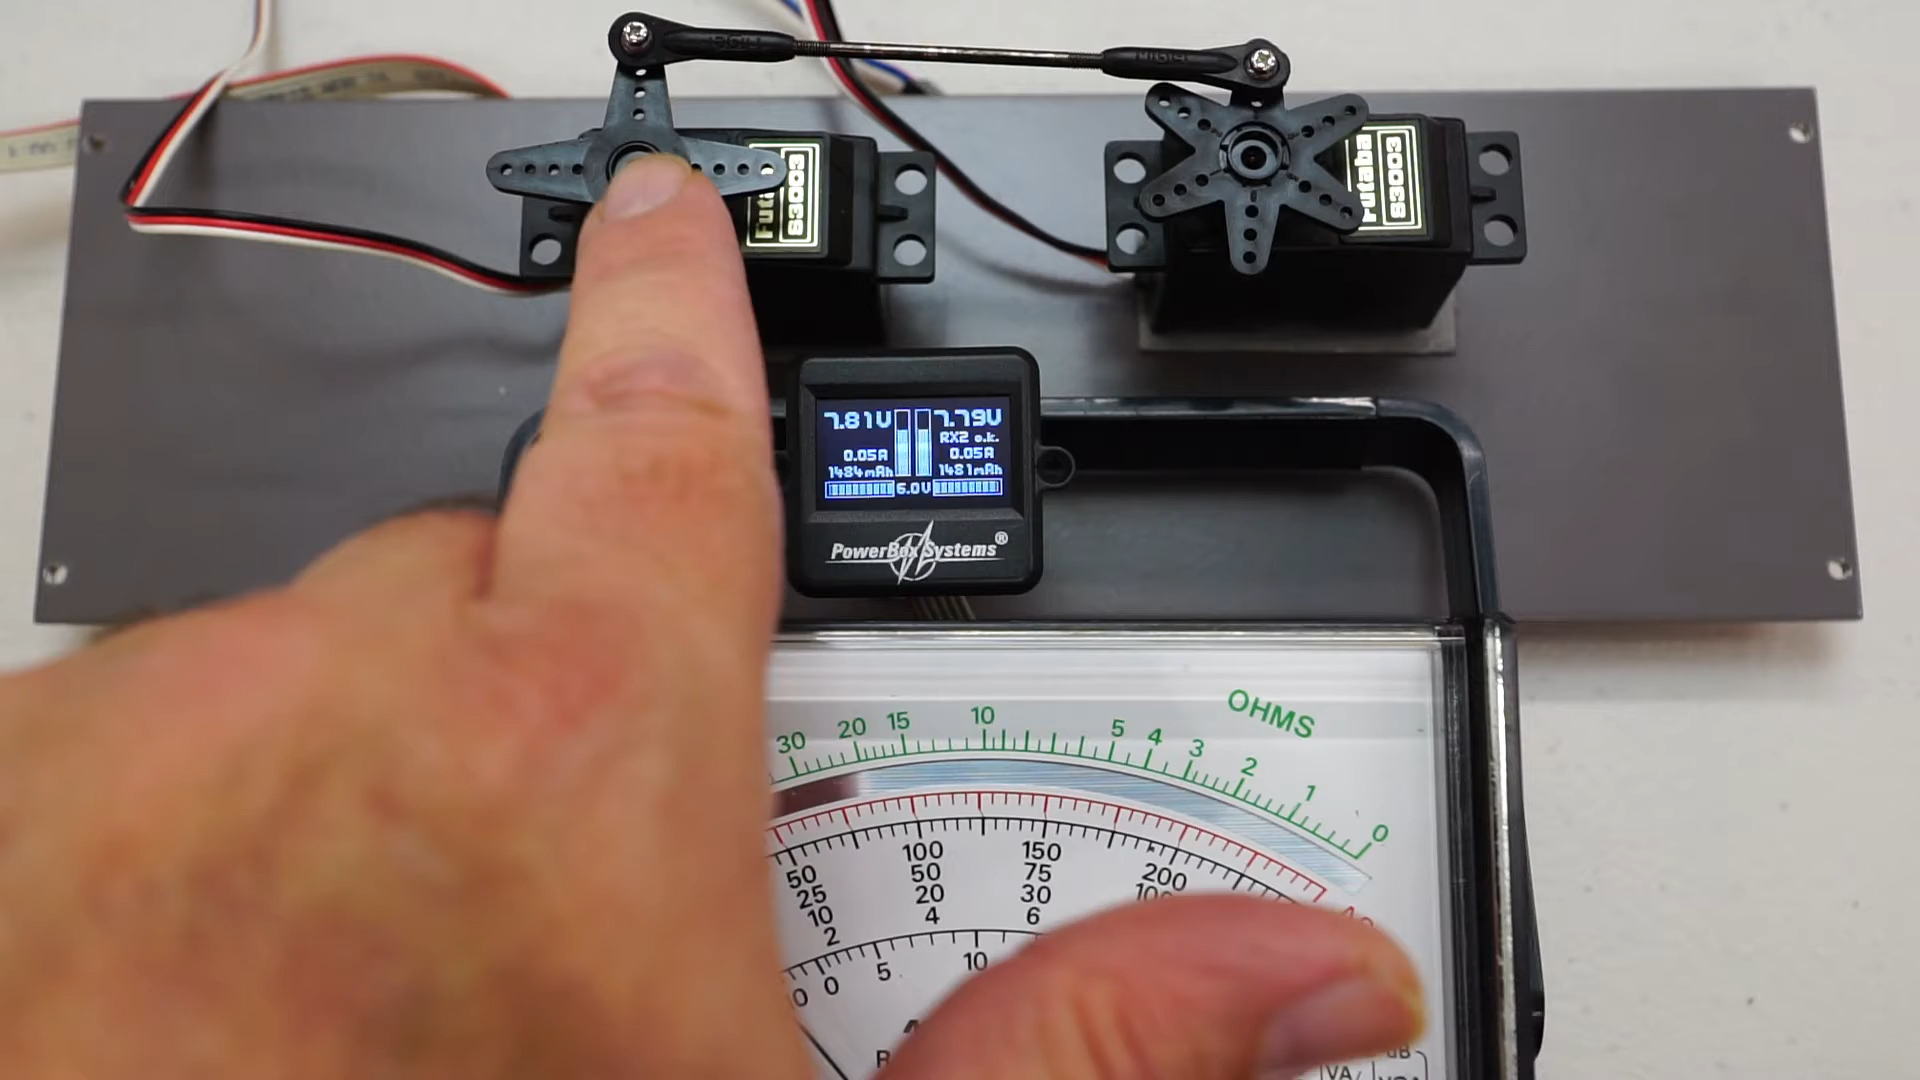 Futaba
S3003
7.81V
7.79V
RX2 o.k.
0.05A
0.05A
1484mAh
1481mAh
6.0V
PowerBox Systems®
OHMS
30 20 15 10 5 4 3 2 1 0
50 100 150 200
25 50 75
10 20 30
2 4 6
0 5 10